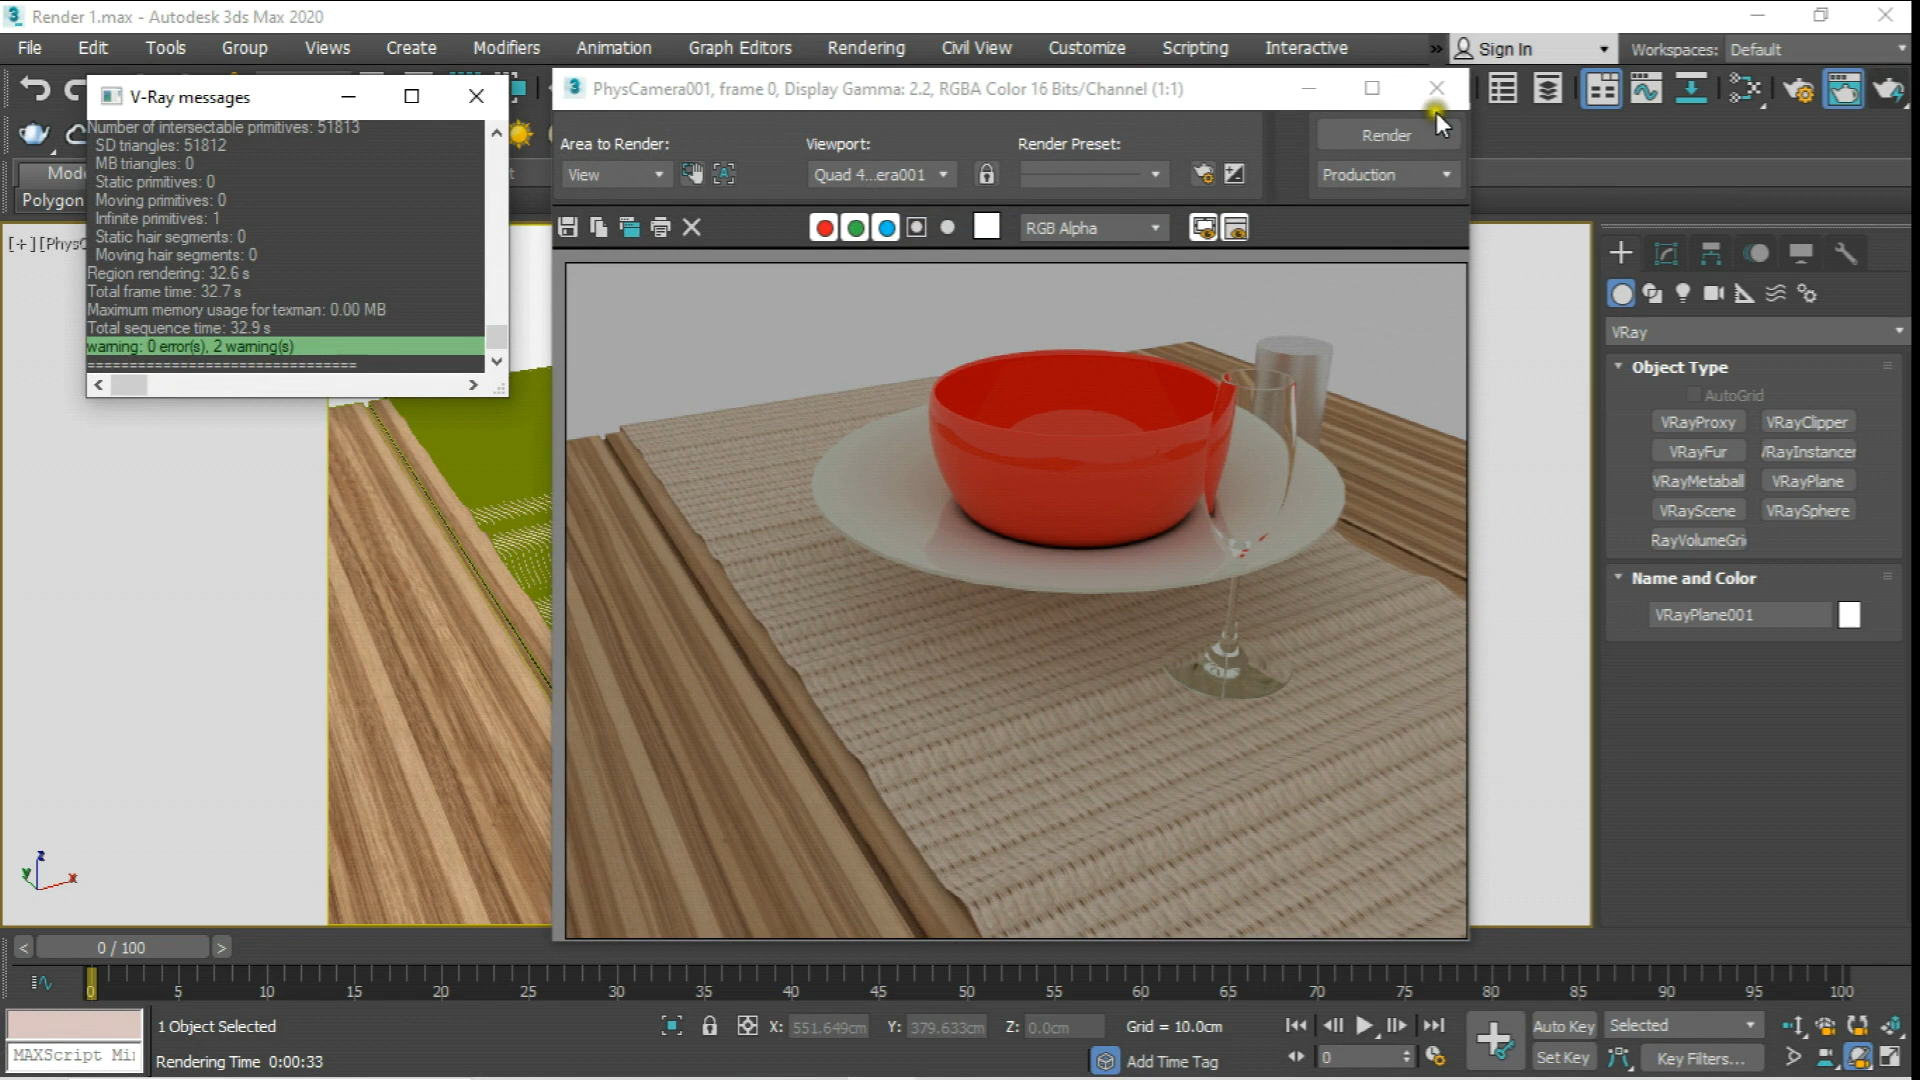 Render 1.max - Autodesk 3ds Max 2020
File Edit Tools Group Views Create Modifiers Animation Graph Editors Rendering Civil View Customize Scripting Interactive
Sign In
Workspaces: Default
V-Ray messages
Number of intersectable primitives: 51813
SD triangles: 51812
MB triangles: 0
Static primitives: 0
Moving primitives: 0
Infinite primitives: 1
Static hair segments: 0
Moving hair segments: 0
Region rendering: 32.6 s
Total frame time: 32.7 s
Maximum memory usage for texman: 0.00 MB
Total sequence time: 32.9 s
warning: 0 error(s), 2 warning(s)
==============================
Polygon
[+][Phys
PhysCamera001, frame 0, Display Gamma: 2.2, RGBA Color 16 Bits/Channel (1:1)
Area to Render:
Viewport:
Render Preset:
Render
View
Quad 4...era001
Production
RGB Alpha
VRay
Object Type
AutoGrid
VRayProxy VRayClipper
VRayFur /RayInstancer
VRayMetaball VRayPlane
VRayScene VRaySphere
RayVolumeGri
Name and Color
VRayPlane001
z
y
x
< 0 / 100 >
0 5 10 15 20 25 30 35 40 45 50 55 60 65 70 75 80 85 90 95 100
1 Object Selected
X: 551.649cm Y: 379.633cm Z: 0.0cm Grid = 10.0cm
Auto Key Selected
MAXScript Mi
Rendering Time 0:00:33
Add Time Tag
0
Set Key Key Filters...